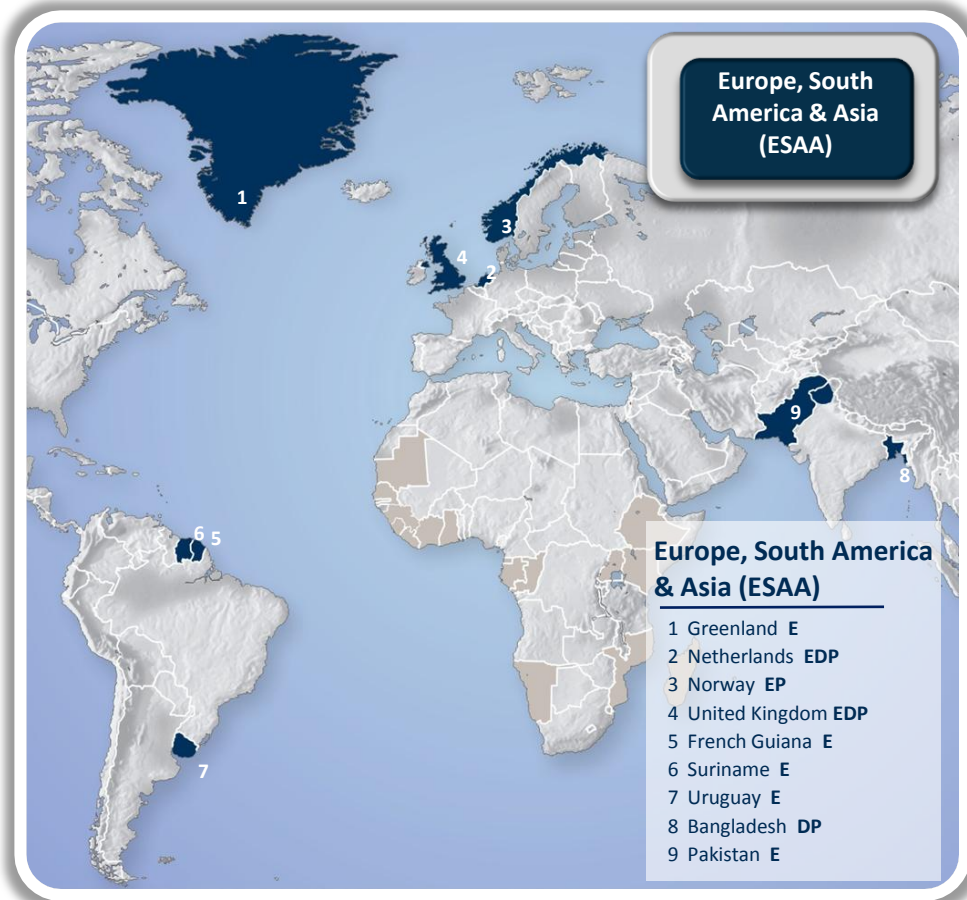 Europe, South
America & Asia
(ESAA)
1
3
4
2
9
8
6 5
7
Europe, South America
& Asia (ESAA)
1 Greenland E
2 Netherlands EDP
3 Norway EP
4 United Kingdom EDP
5 French Guiana E
6 Suriname E
7 Uruguay E
8 Bangladesh DP
9 Pakistan E